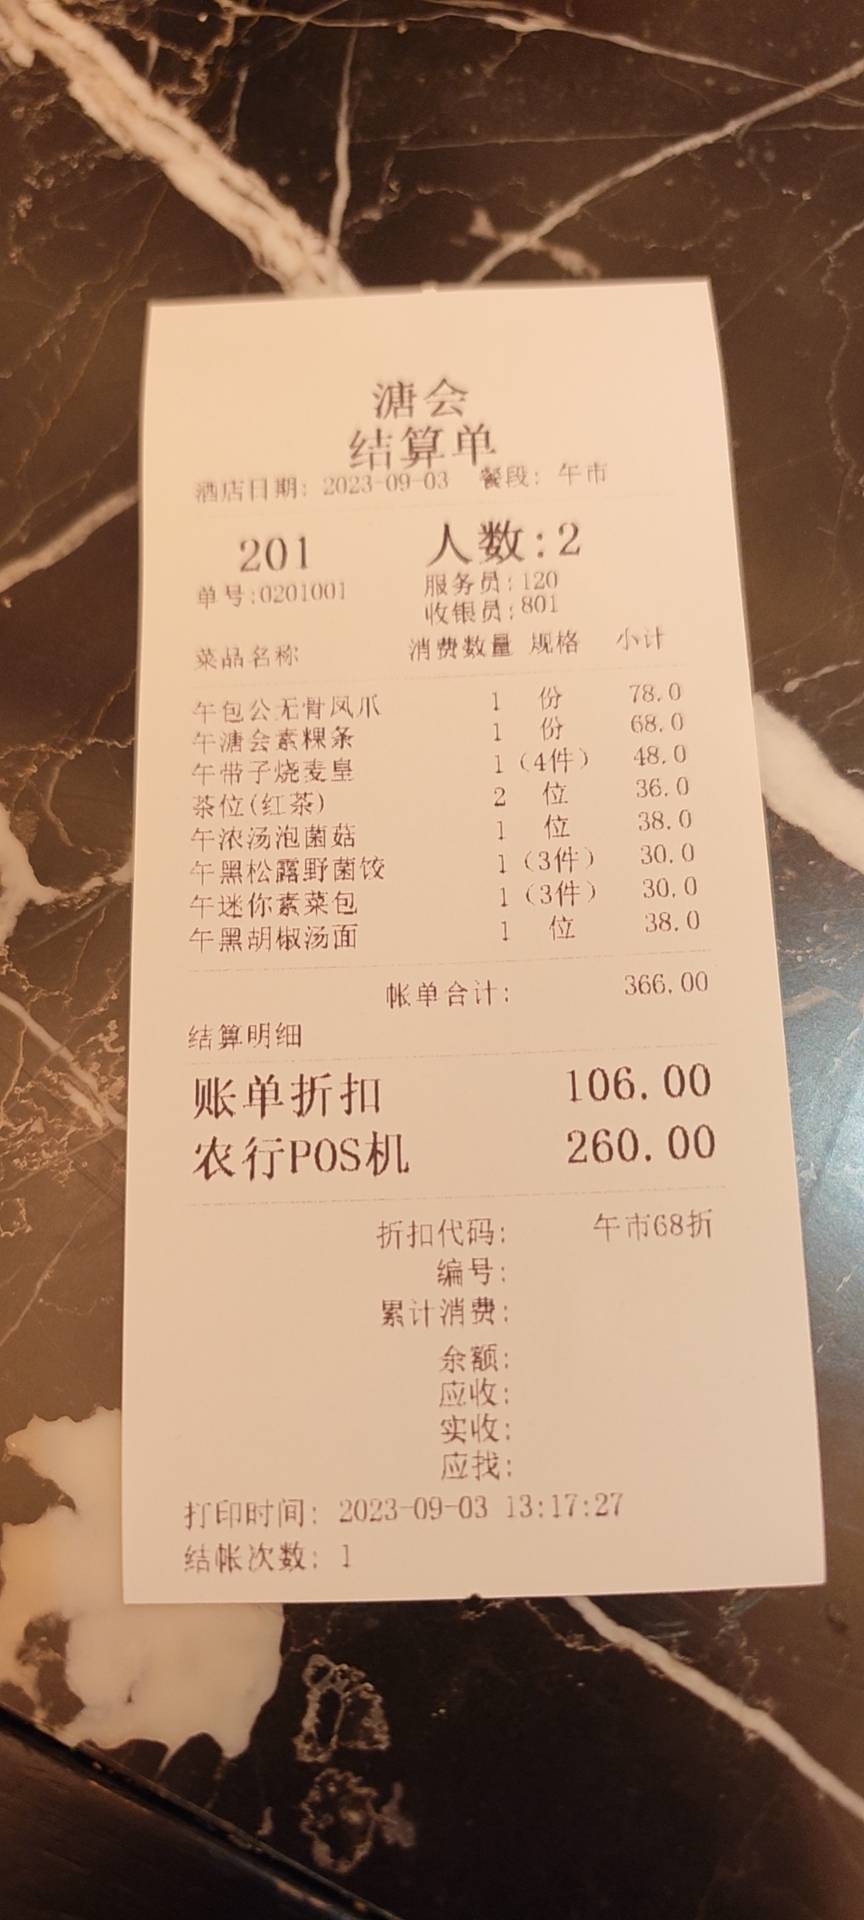 溏会
结算单
酒店日期: 2023-09-03 餐段: 午市
201 人数:2
单号:0201001 服务员:120
收银员:801
菜品名称 消费数量 规格 小计
午包公无骨凤爪 1 份 78.0
午溏会素粿条 1 份 68.0
午带子烧麦皇 1 (4件) 48.0
茶位(红茶) 2 位 36.0
午浓汤泡菌菇 1 位 38.0
午黑松露野菌饺 1 (3件) 30.0
午迷你素菜包 1 (3件) 30.0
午黑胡椒汤面 1 位 38.0
帐单合计: 366.00
结算明细
账单折扣 106.00
农行POS机 260.00
折扣代码: 午市68折
编号:
累计消费:
余额:
应收:
实收:
应找:
打印时间: 2023-09-03 13:17:27
结帐次数: 1